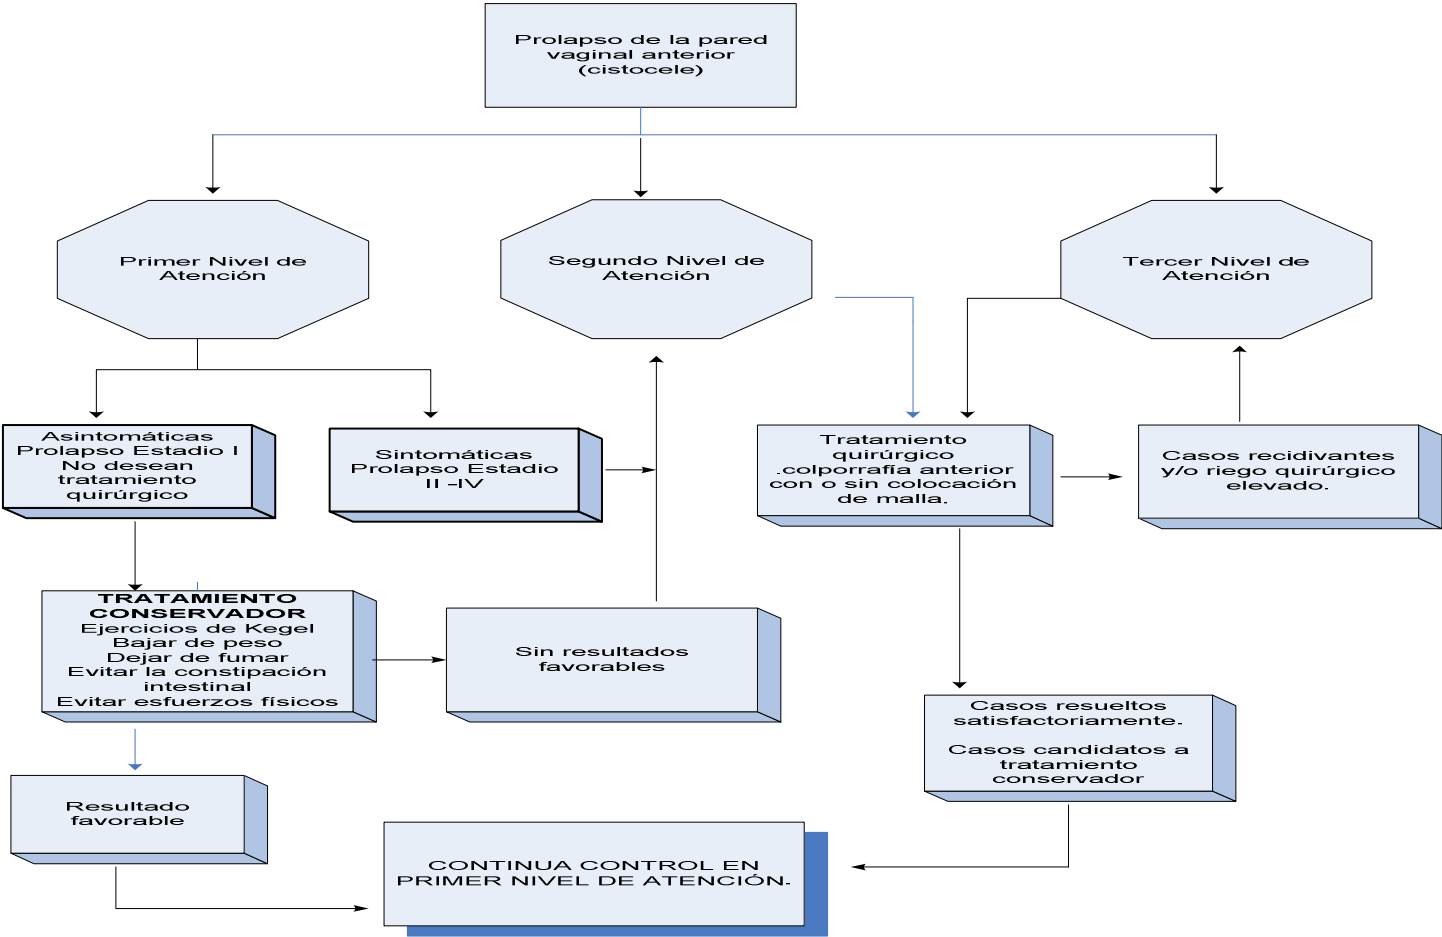 Prolapso de la pared
vaginal anterior
(cistocele)
Primer Nivel de
Atención
Segundo Nivel de
Atención
Tercer Nivel de
Atención
Asintomáticas
Prolapso Estadio I
No desean
tratamiento
quirúrgico
Sintomáticas
Prolapso Estadio
II –IV
Tratamiento
quirúrgico
.colporrafía anterior
con o sin colocación
de malla.
Casos recidivantes
y/o riego quirúrgico
elevado.
TRATAMIENTO
CONSERVADOR
Ejercicios de Kegel
Bajar de peso
Dejar de fumar
Evitar la constipación
intestinal
Evitar esfuerzos físicos
Sin resultados
favorables
Casos resueltos
satisfactoriamente.
Casos candidatos a
tratamiento
conservador
Resultado
favorable
CONTINUA CONTROL EN
PRIMER NIVEL DE ATENCIÓN.